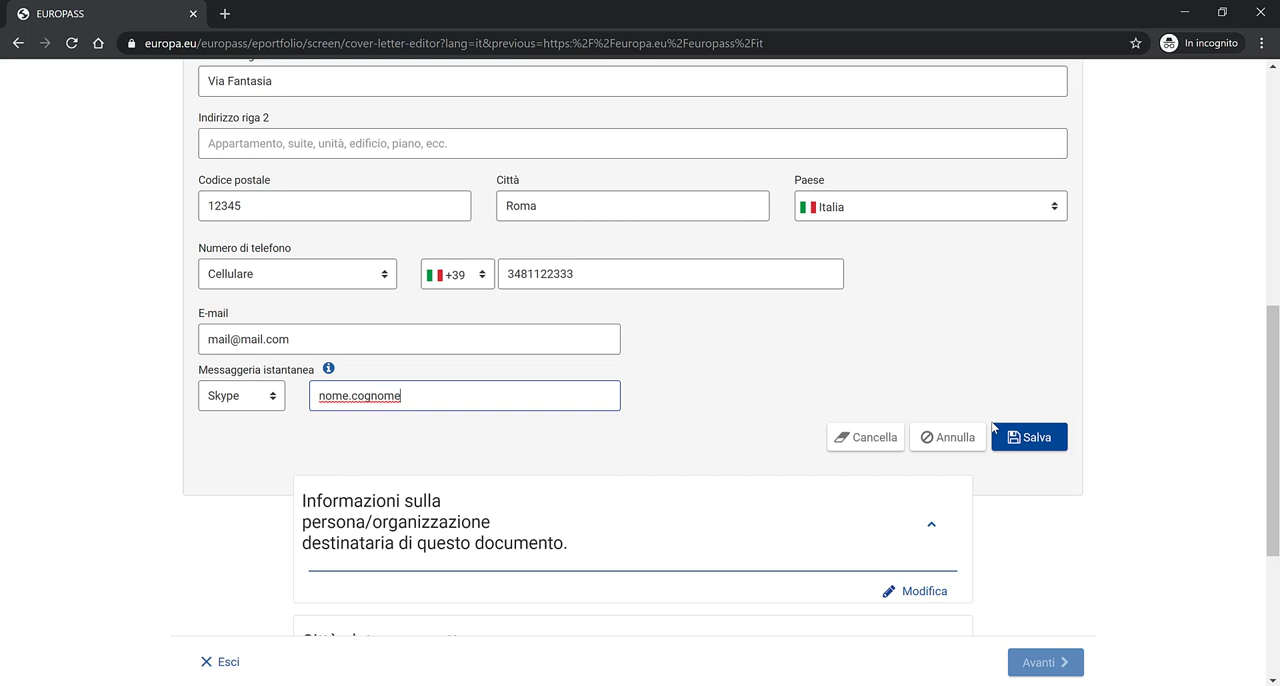 EUROPASS
europa.eu/europass/eportfolio/screen/cover-letter-editor?lang=it&previous=https:%2F%2Feuropa.eu%2Feuropass%2Fit
In incognito
Via Fantasia
Indirizzo riga 2
Appartamento, suite, unità, edificio, piano, ecc.
Codice postale Città Paese
12345 Roma Italia
Numero di telefono
Cellulare +39 3481122333
E-mail
mail@mail.com
Messaggeria istantanea
Skype nome.cognome
Cancella Annulla Salva
Informazioni sulla
persona/organizzazione
destinataria di questo documento.
Modifica
Esci Avanti